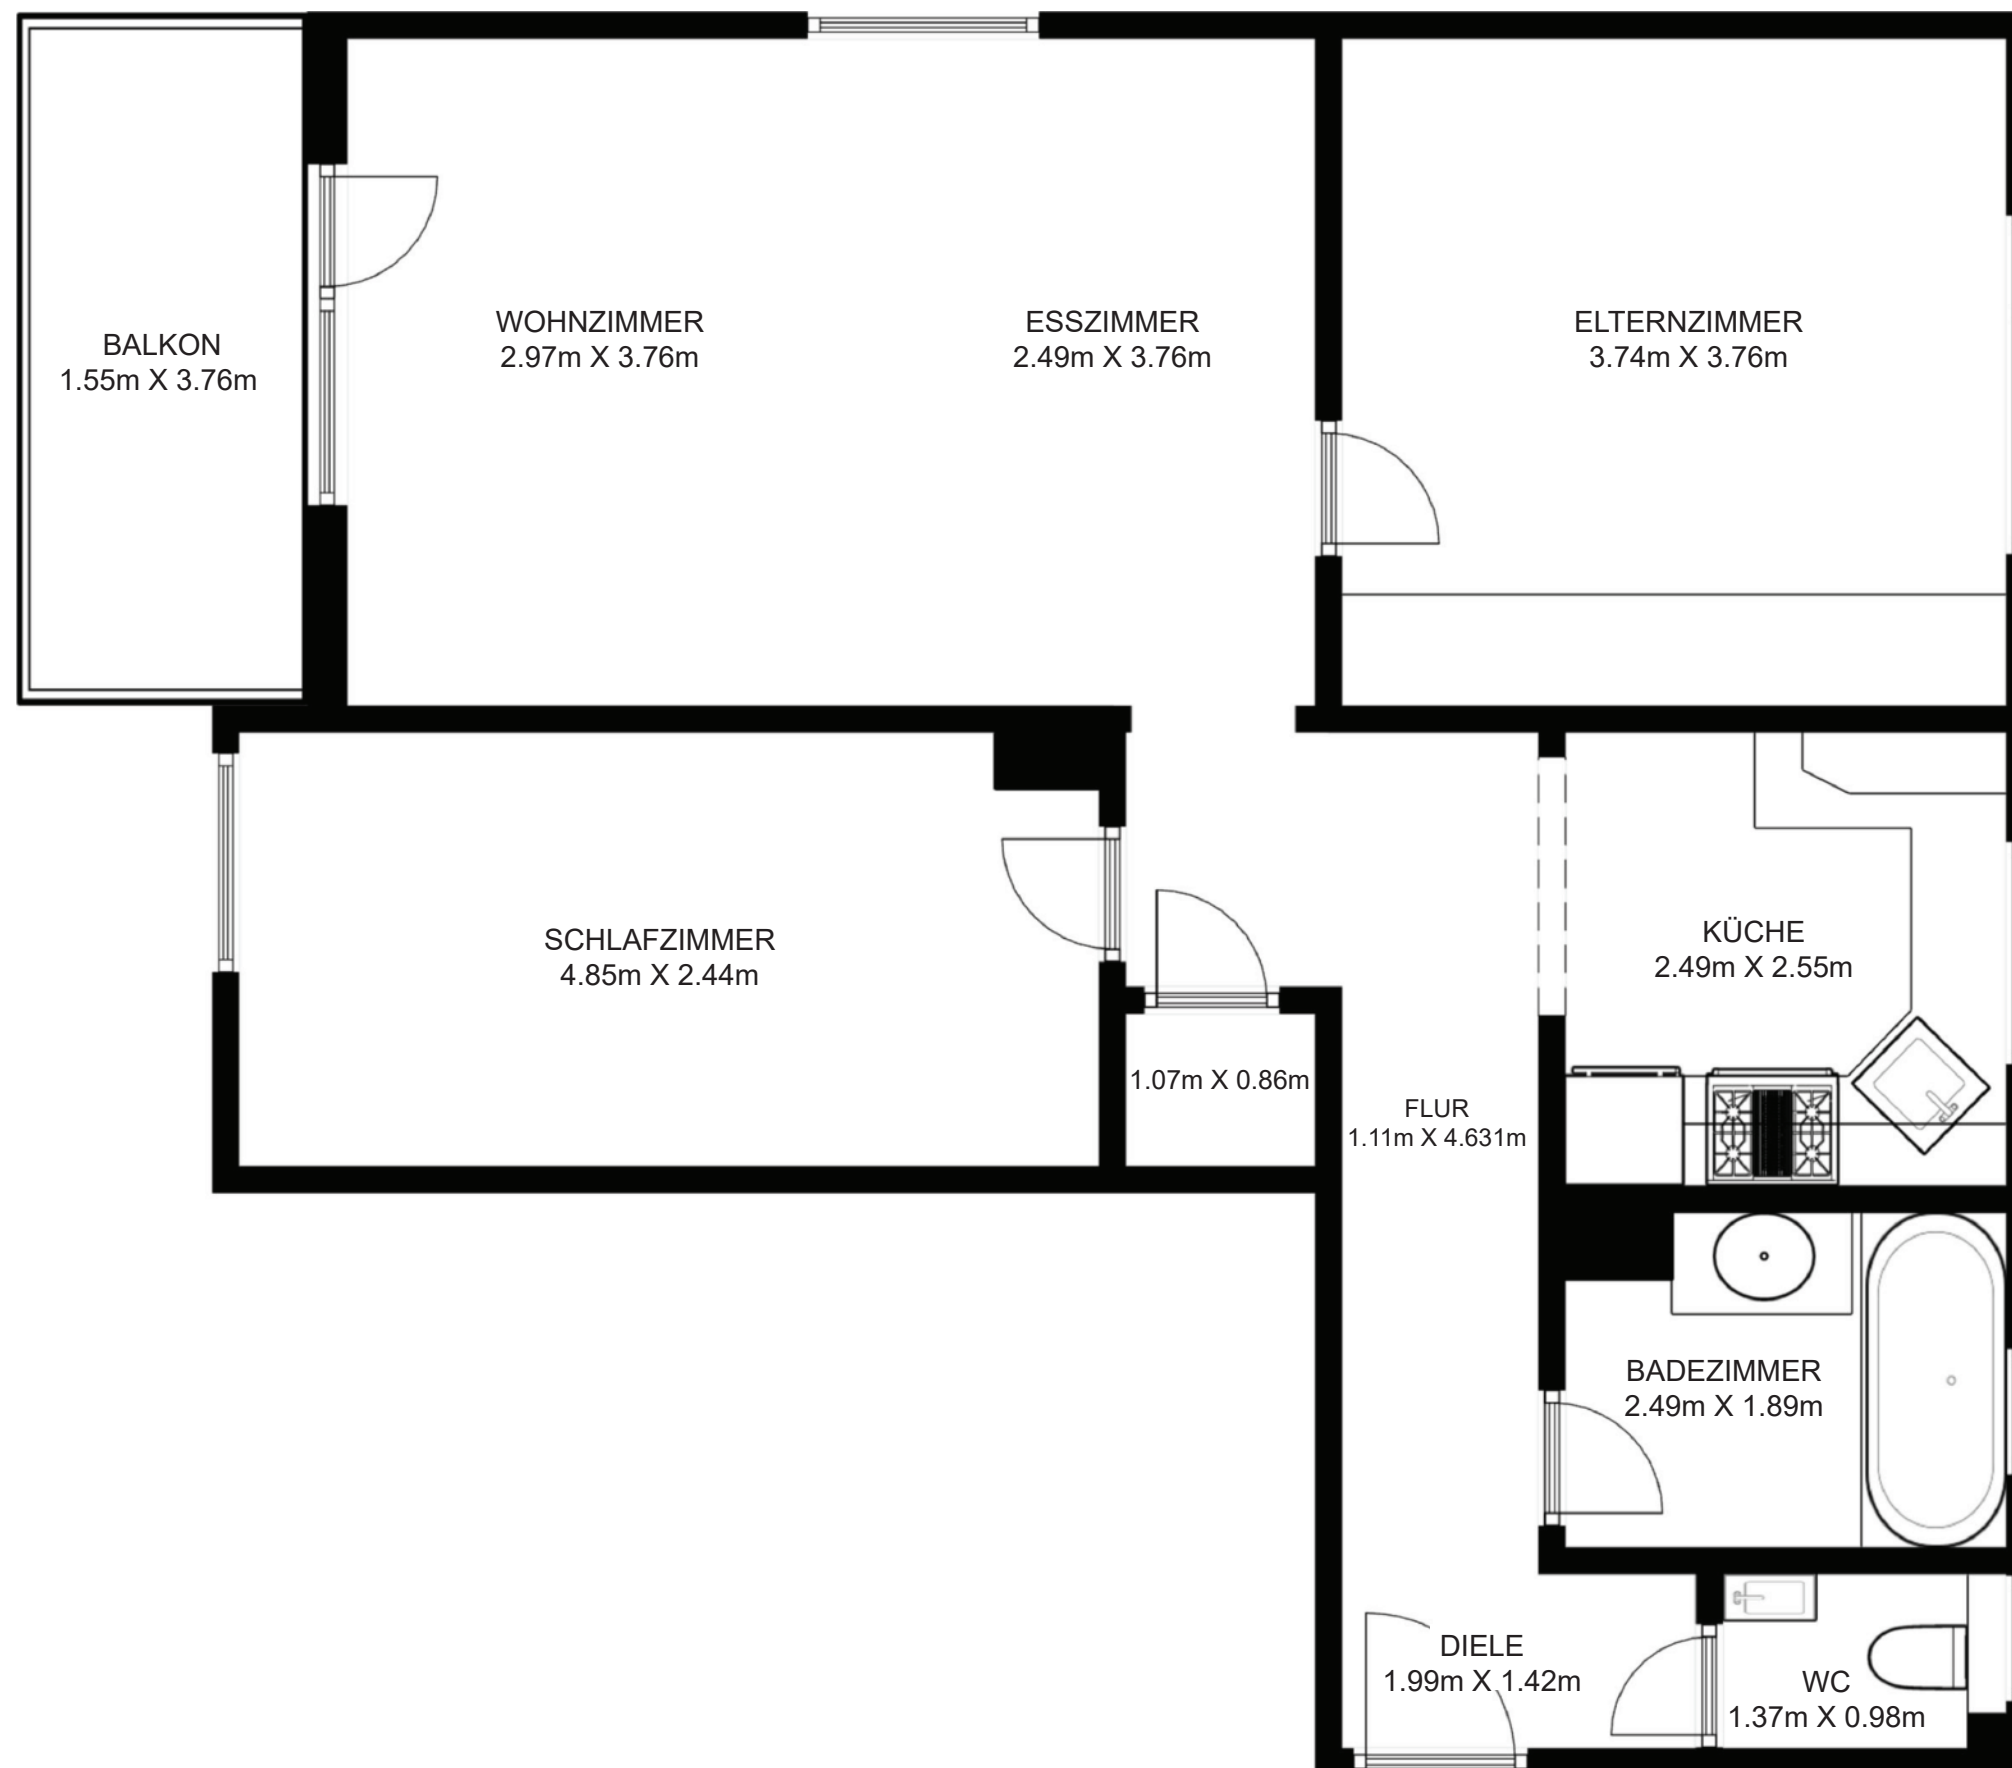 BALKON
1.55m X 3.76m
WOHNZIMMER
2.97m X 3.76m
ESSZIMMER
2.49m X 3.76m
ELTERNZIMMER
3.74m X 3.76m
SCHLAFZIMMER
4.85m X 2.44m
1.07m X 0.86m
FLUR
1.11m X 4.631m
KÜCHE
2.49m X 2.55m
BADEZIMMER
2.49m X 1.89m
DIELE
1.99m X 1.42m
WC
1.37m X 0.98m